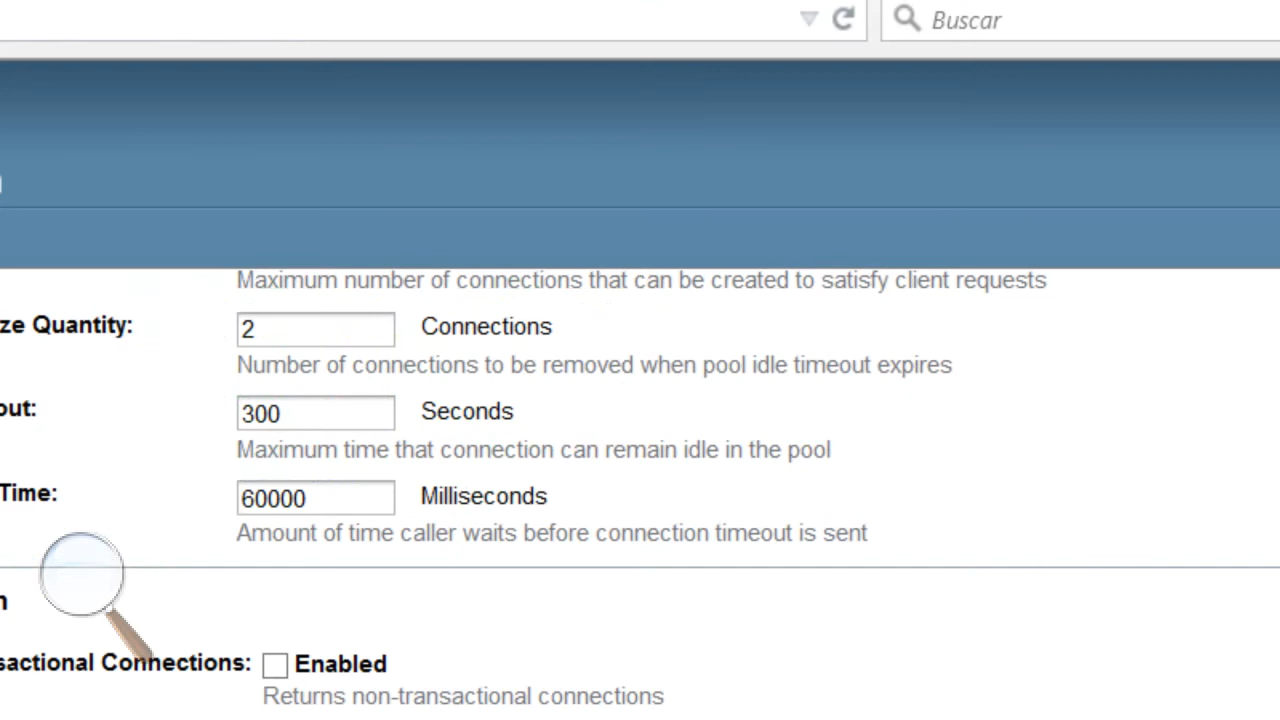 Buscar
Maximum number of connections that can be created to satisfy client requests
ze Quantity: 2 Connections
Number of connections to be removed when pool idle timeout expires
out: 300 Seconds
Maximum time that connection can remain idle in the pool
Time: 60000 Milliseconds
Amount of time caller waits before connection timeout is sent
n
sactional Connections: Enabled
Returns non-transactional connections